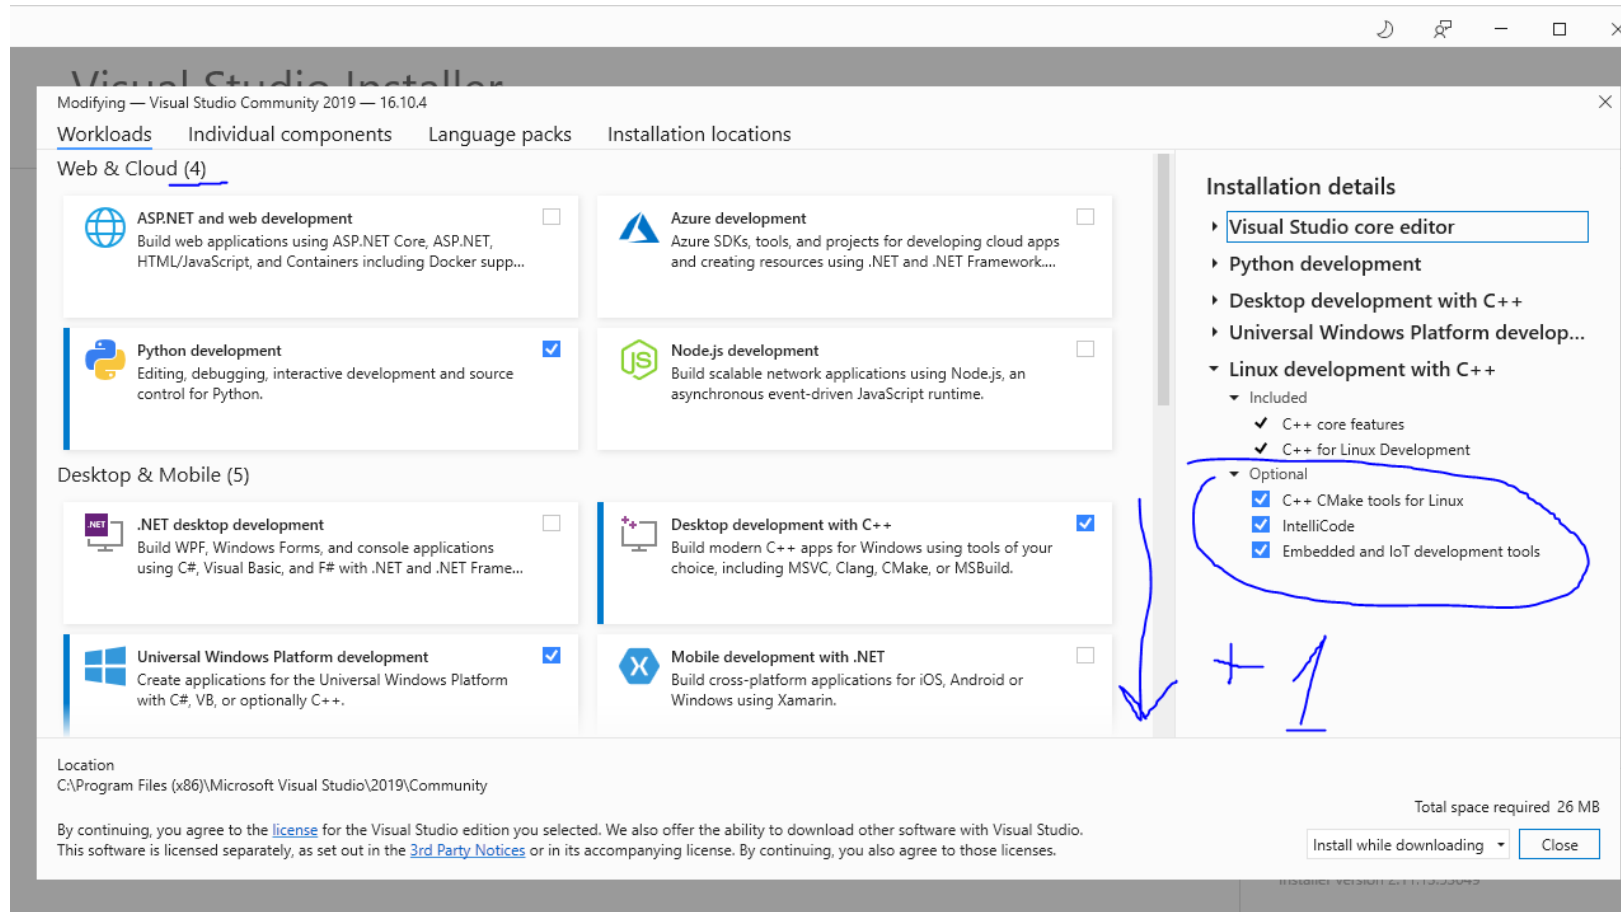 Visual Studio Installer
Modifying — Visual Studio Community 2019 — 16.10.4
Workloads Individual components Language packs Installation locations
Web & Cloud (4)
ASP.NET and web development
Build web applications using ASP.NET Core, ASP.NET,
HTML/JavaScript, and Containers including Docker supp...
Azure development
Azure SDKs, tools, and projects for developing cloud apps
and creating resources using .NET and .NET Framework....
Python development
Editing, debugging, interactive development and source
control for Python.
Node.js development
Build scalable network applications using Node.js, an
asynchronous event-driven JavaScript runtime.
Desktop & Mobile (5)
.NET
.NET desktop development
Build WPF, Windows Forms, and console applications
using C#, Visual Basic, and F# with .NET and .NET Frame...
Desktop development with C++
Build modern C++ apps for Windows using tools of your
choice, including MSVC, Clang, CMake, or MSBuild.
Universal Windows Platform development
Create applications for the Universal Windows Platform
with C#, VB, or optionally C++.
Mobile development with .NET
Build cross-platform applications for iOS, Android or
Windows using Xamarin.
Installation details
Visual Studio core editor
Python development
Desktop development with C++
Universal Windows Platform develop...
Linux development with C++
Included
C++ core features
C++ for Linux Development
Optional
C++ CMake tools for Linux
IntelliCode
Embedded and IoT development tools
+ 1
Location
C:\Program Files (x86)\Microsoft Visual Studio\2019\Community
By continuing, you agree to the license for the Visual Studio edition you selected. We also offer the ability to download other software with Visual Studio.
This software is licensed separately, as set out in the 3rd Party Notices or in its accompanying license. By continuing, you also agree to those licenses.
Total space required 26 MB
Install while downloading Close